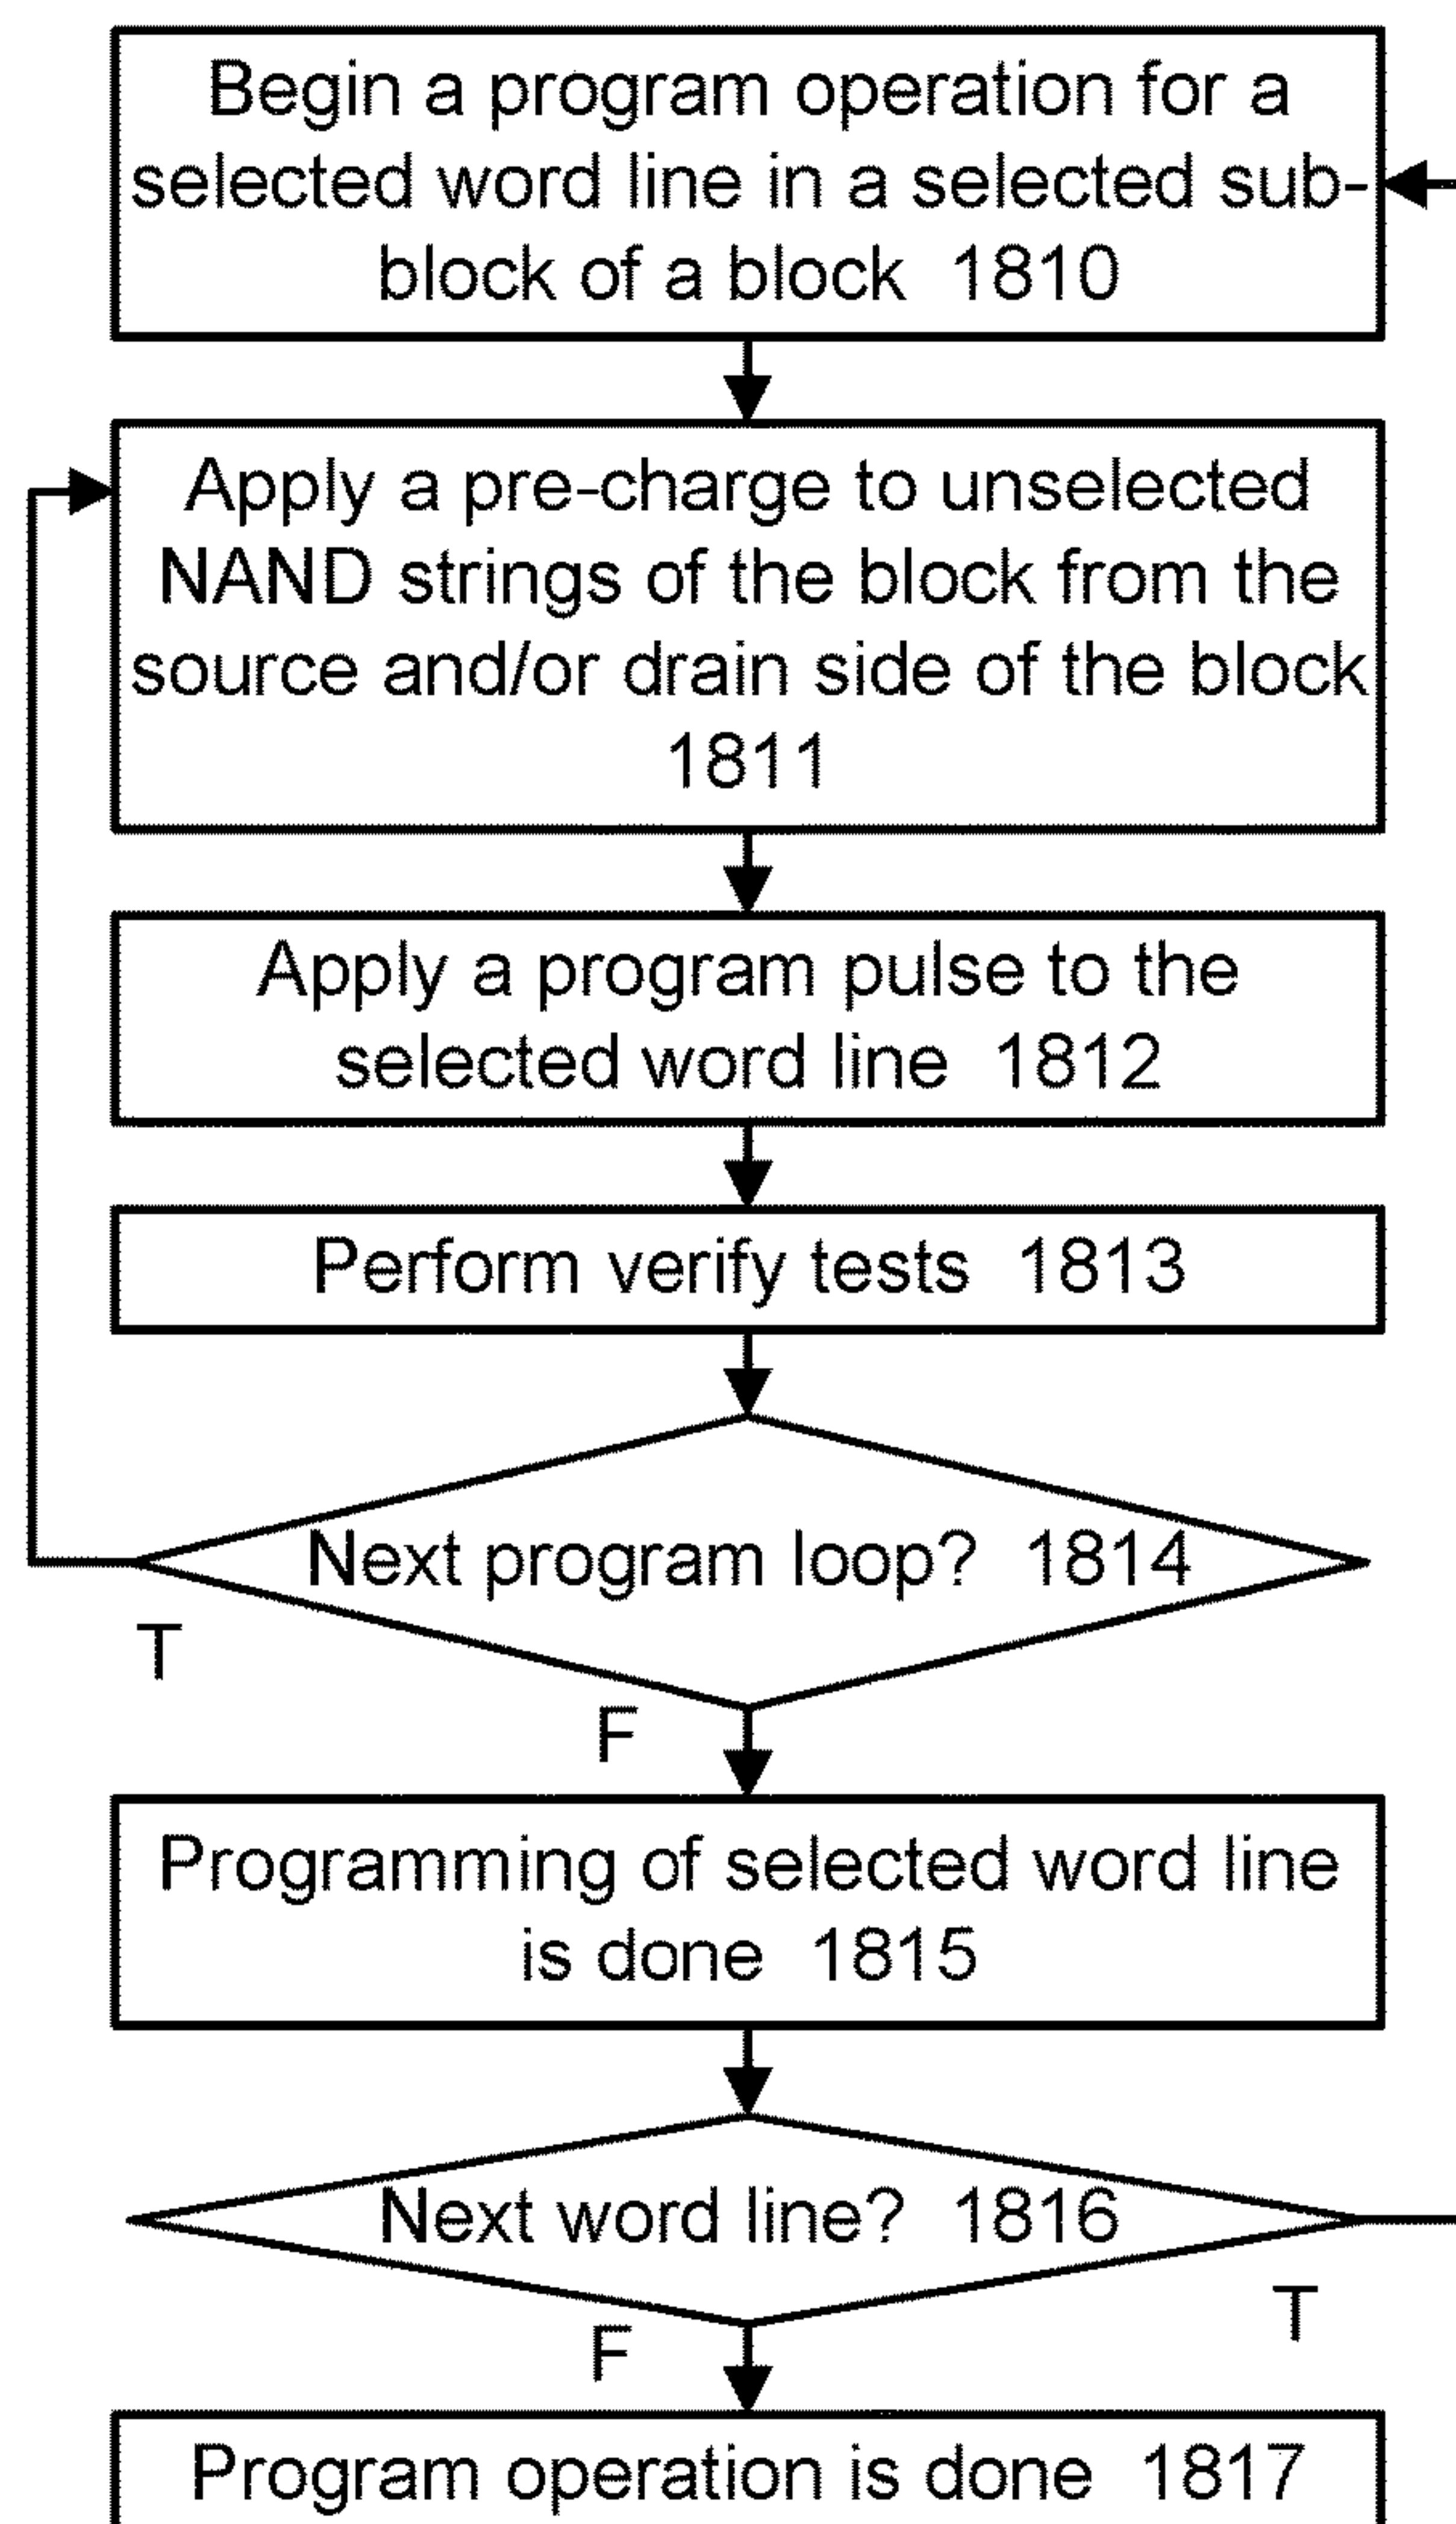 Begin a program operation for a
selected word line in a selected sub-
block of a block 1810
Apply a pre-charge to unselected
NAND strings of the block from the
source and/or drain side of the block
1811
Apply a program pulse to the
selected word line 1812
Perform verify tests 1813
Next program loop? 1814
T
F
Programming of selected word line
is done 1815
Next word line? 1816
T
F
Program operation is done 1817